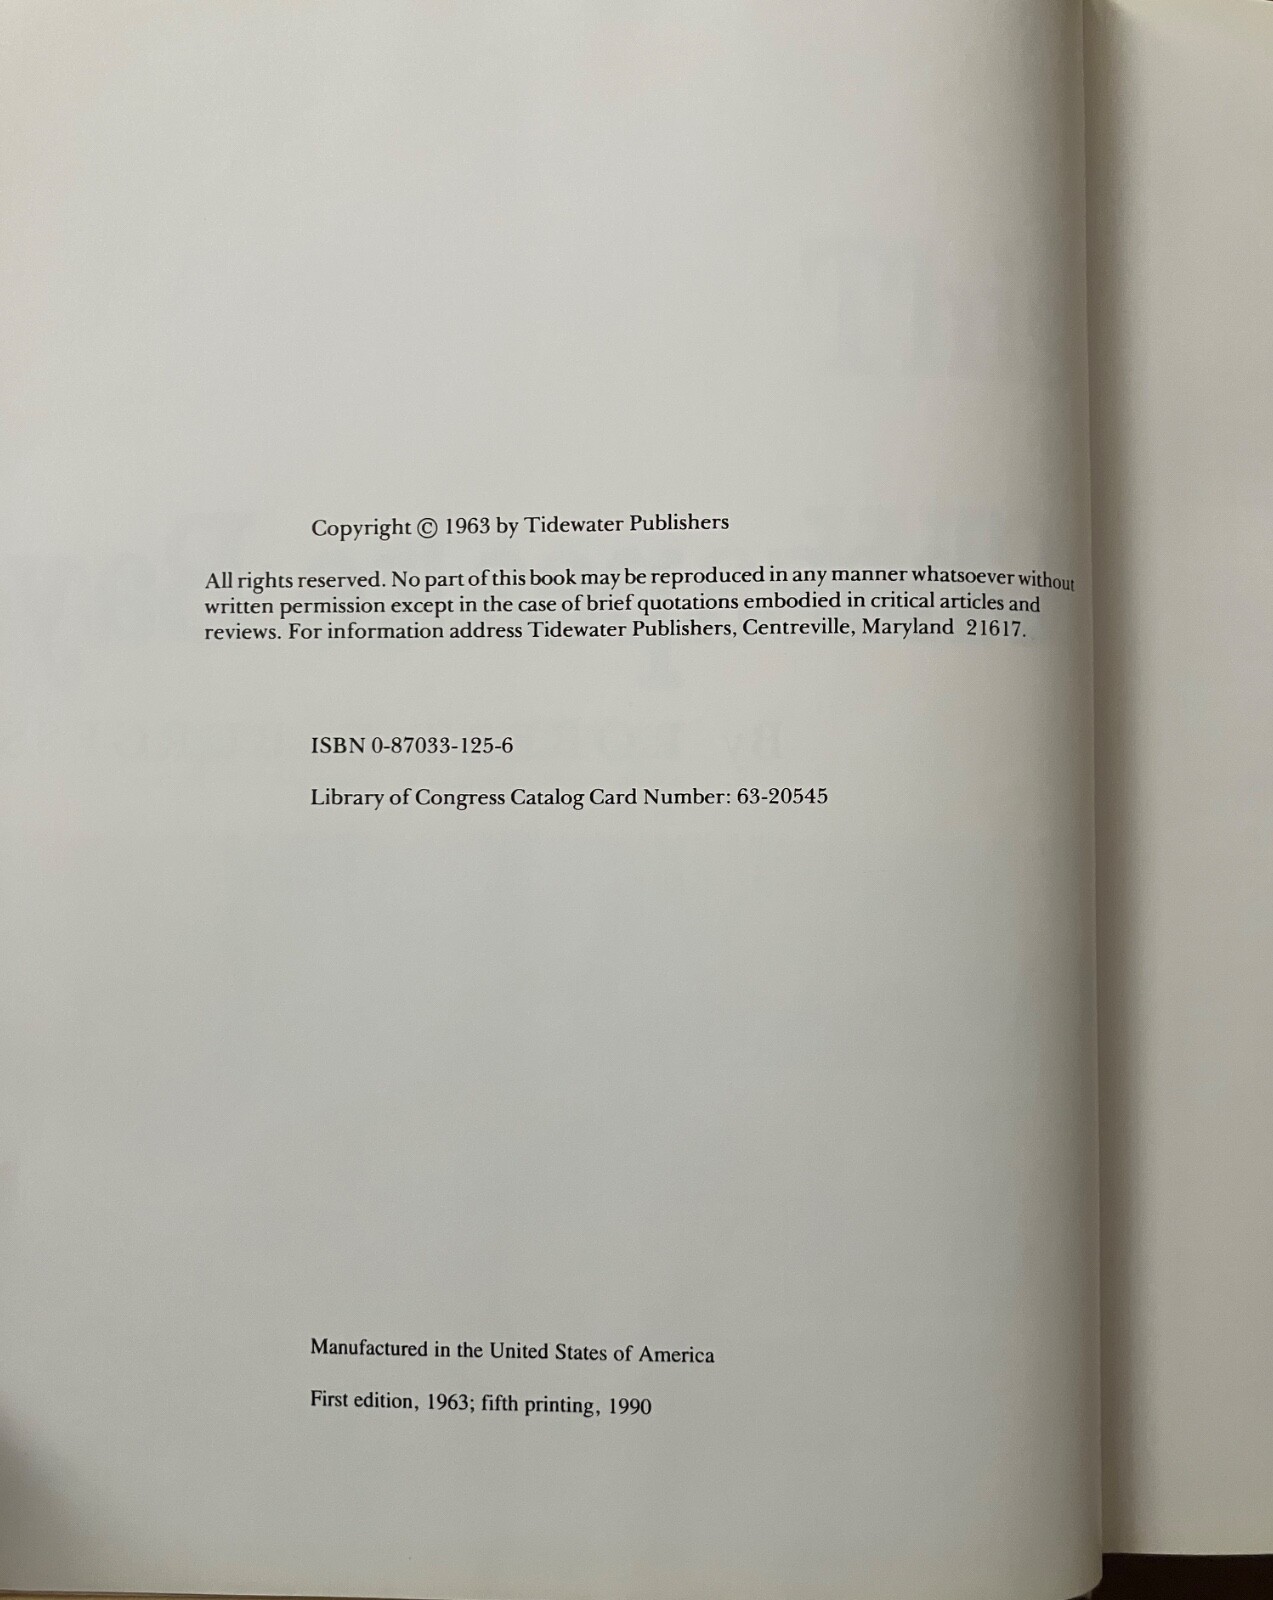 Copyright © 1963 by Tidewater Publishers
All rights reserved. No part of this book may be reproduced in any manner whatsoever without
written permission except in the case of brief quotations embodied in critical articles and
reviews. For information address Tidewater Publishers, Centreville, Maryland 21617.
ISBN 0-87033-125-6
Library of Congress Catalog Card Number: 63-20545
Manufactured in the United States of America
First edition, 1963; fifth printing, 1990